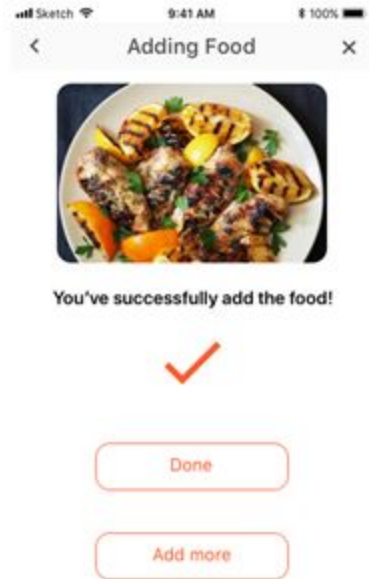 Sketch 9:41 AM 100%
Adding Food
You've successfully add the food!
Done
Add more